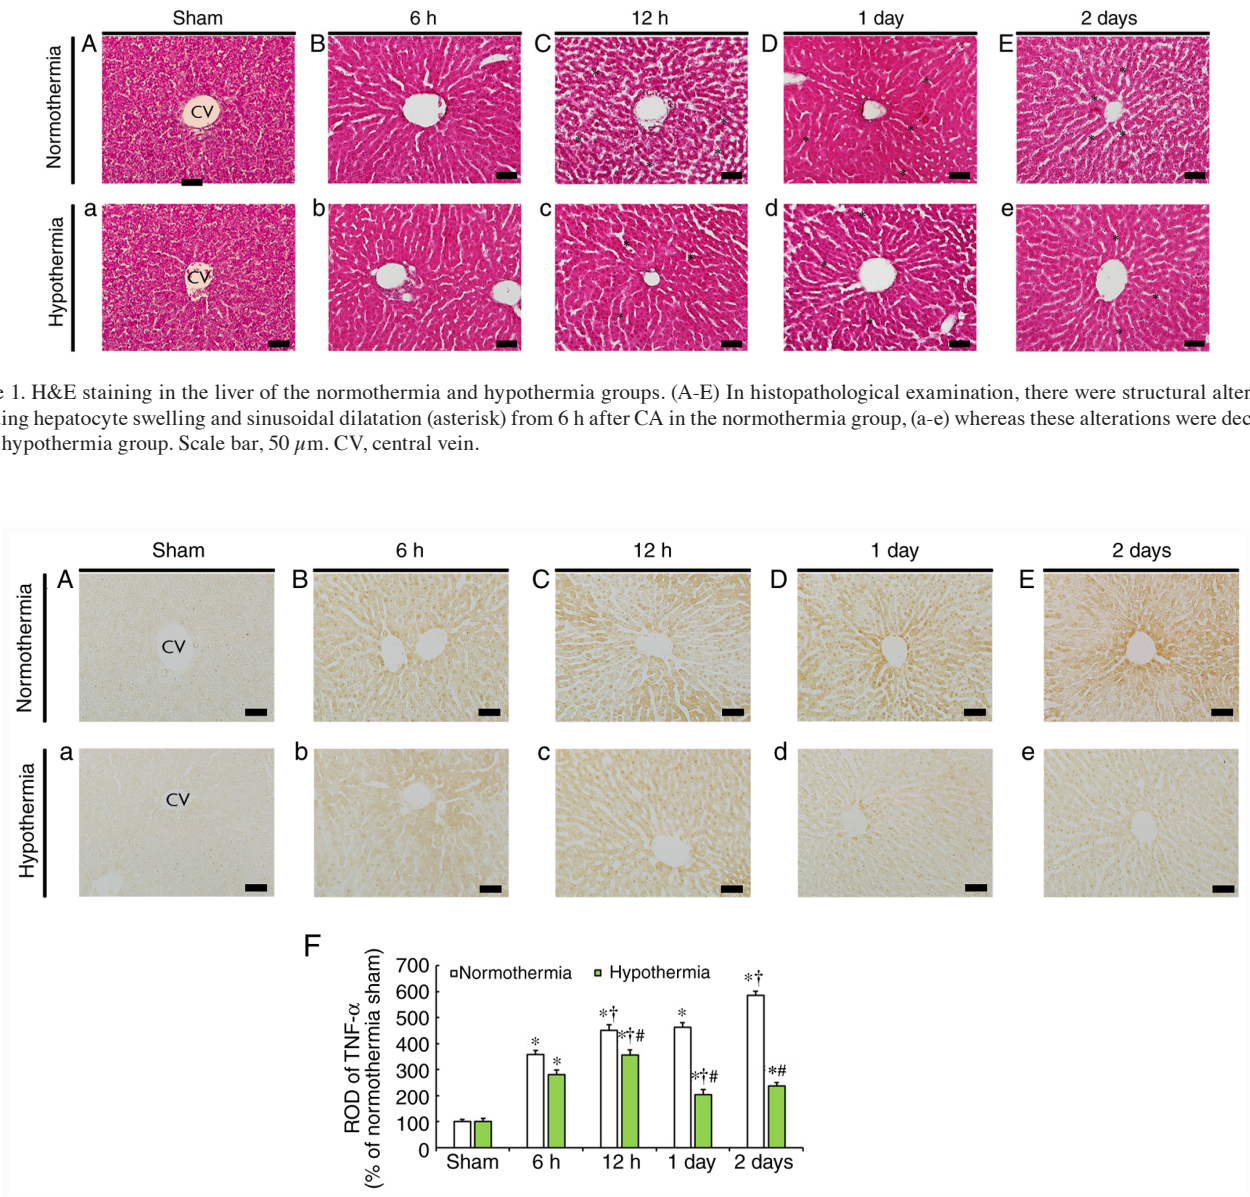 Sham 6 h 12 h 1 day 2 days
Normothermia
A CV B C * * * * * D * * * * E * * * *
Hypothermia
a CV b c * * * d * * * e * * *
1. H&E staining in the liver of the normothermia and hypothermia groups. (A-E) In histopathological examination, there were structural
hepatocyte swelling and sinusoidal dilatation (asterisk) from 6 h after CA in the normothermia group, (a-e) whereas these alterations were
hypothermia group. Scale bar, 50 μm. CV, central vein.
Sham 6 h 12 h 1 day 2 days
Normothermia
A CV B C D E
Hypothermia
a CV b c d e
F
ROD of TNF-α
(% of normothermia sham)
Normothermia Hypothermia
700
600
500
400
300
200
100
0
* * *† *†# * *†# *† *#
Sham 6 h 12 h 1 day 2 days